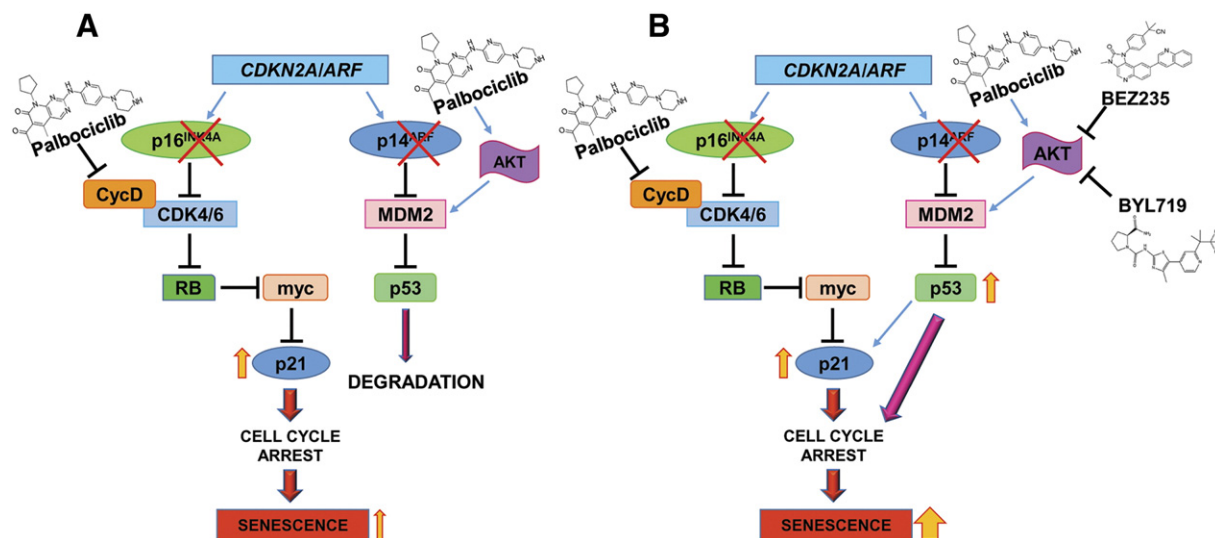 A
CDKN2A/ARF
Palbociclib
Palbociclib
p16INK4A
p14ARF
AKT
CycD
CDK4/6
MDM2
RB
myc
p53
p21
DEGRADATION
CELL CYCLE
ARREST
SENESCENCE
B
CDKN2A/ARF
Palbociclib
Palbociclib
BEZ235
p16INK4A
p14ARF
AKT
CycD
CDK4/6
MDM2
BYL719
RB
myc
p53
p21
CELL CYCLE
ARREST
SENESCENCE